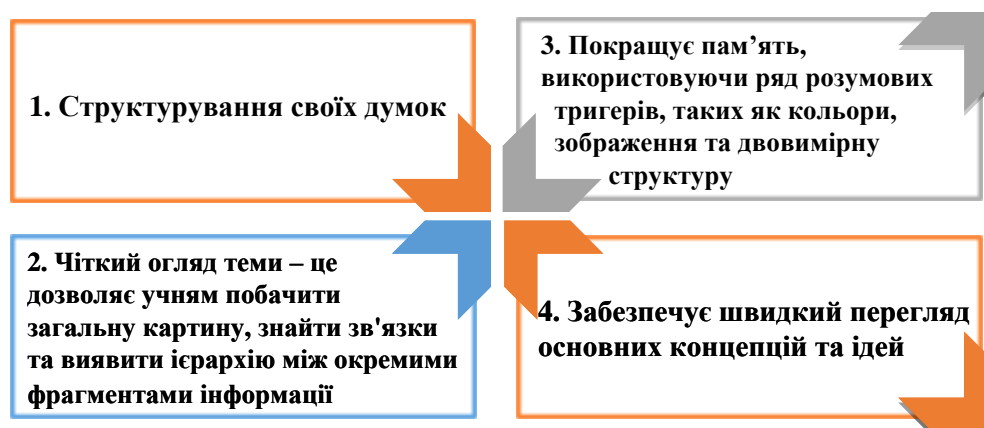 1. Структурування своїх думок
2. Чіткий огляд теми – це
дозволяє учням побачити
загальну картину, знайти зв'язки
та виявити ієрархію між окремими
фрагментами інформації
3. Покращує пам’ять,
використовуючи ряд розумових
тригерів, таких як кольори,
зображення та двовимірну
структуру
4. Забезпечує швидкий перегляд
основних концепцій та ідей